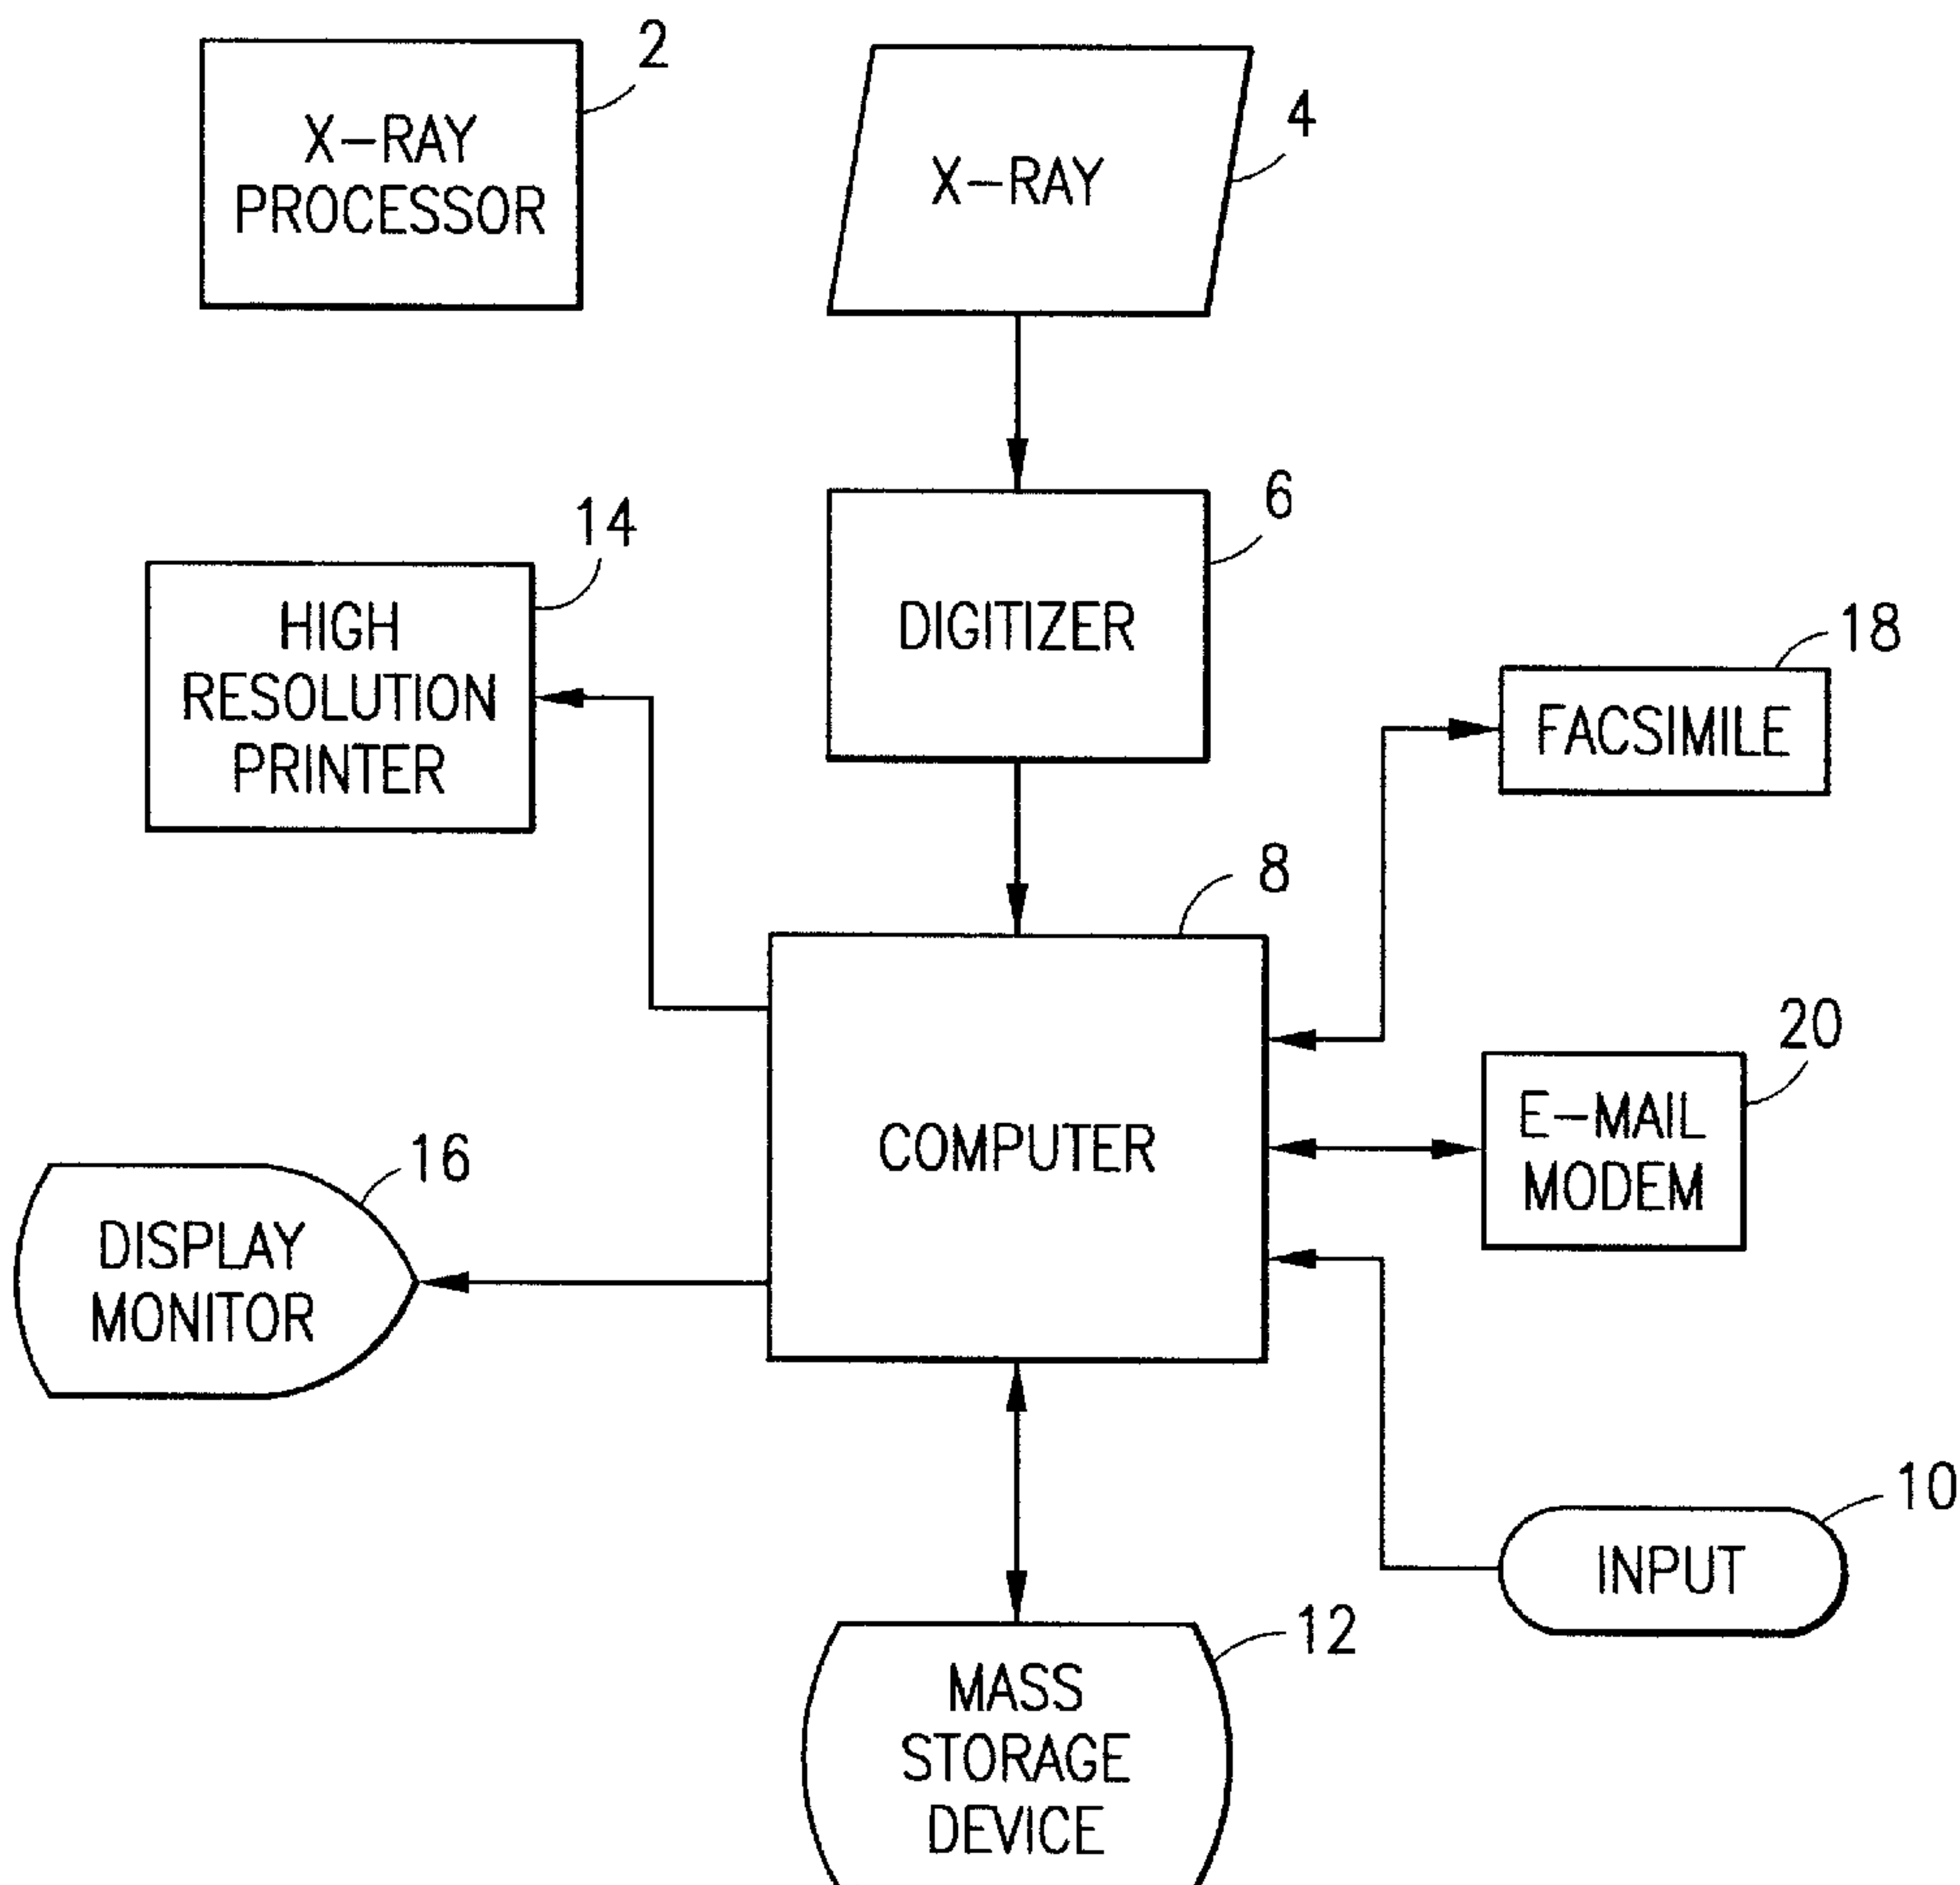 2
X-RAY
PROCESSOR
4
X-RAY
6
DIGITIZER
14
HIGH
RESOLUTION
PRINTER
18
FACSIMILE
8
COMPUTER
20
E-MAIL
MODEM
16
DISPLAY
MONITOR
10
INPUT
12
MASS
STORAGE
DEVICE